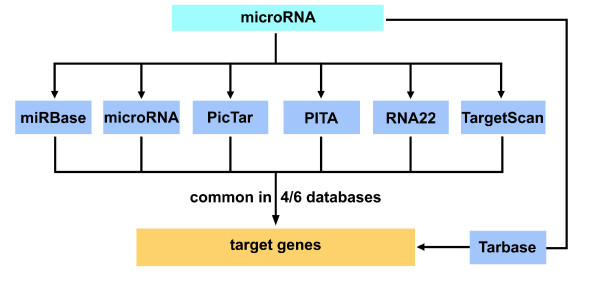 microRNA
miRBase
microRNA
PicTar
PITA
RNA22
TargetScan
common in 4/6 databases
target genes
Tarbase